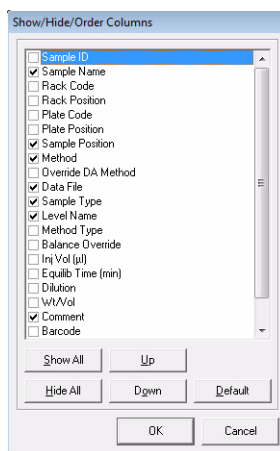 Show/Hide/Order Columns
Sample ID
Sample Name
Rack Code
Rack Position
Plate Code
Plate Position
Sample Position
Method
Override DA Method
Data File
Sample Type
Level Name
Method Type
Balance Override
Inj Vol (µl)
Equilib Time (min)
Dilution
Wt/Vol
Comment
Barcode
Show All Up
Hide All Down Default
OK Cancel